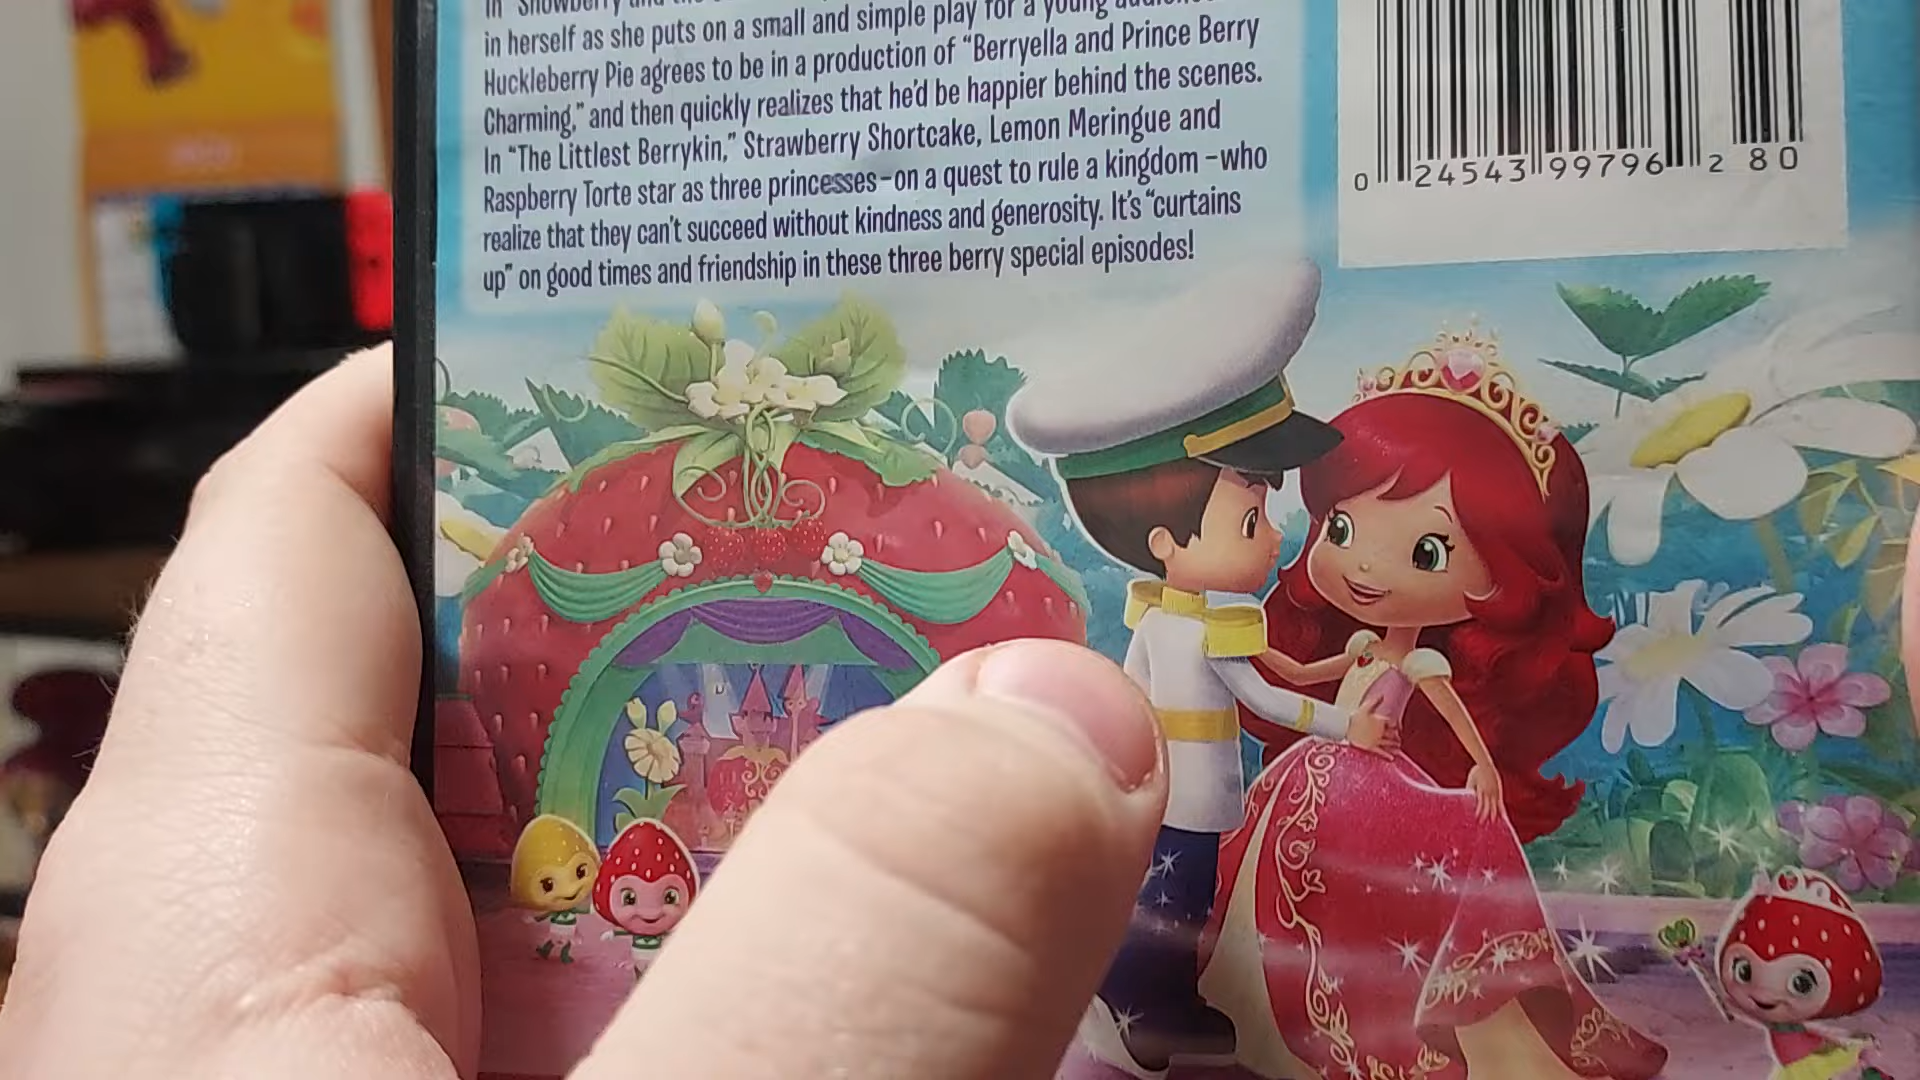 in "Snowberry and the
in herself as she puts on a small and simple play for a young
Huckleberry Pie agrees to be in a production of "Berryella and Prince Berry
Charming," and then quickly realizes that he'd be happier behind the scenes.
In "The Littlest Berrykin," Strawberry Shortcake, Lemon Meringue and
Raspberry Torte star as three princesses-on a quest to rule a kingdom-who
realize that they can't succeed without kindness and generosity. It's "curtains
up" on good times and friendship in these three berry special episodes!
0 24543 99796 2 80